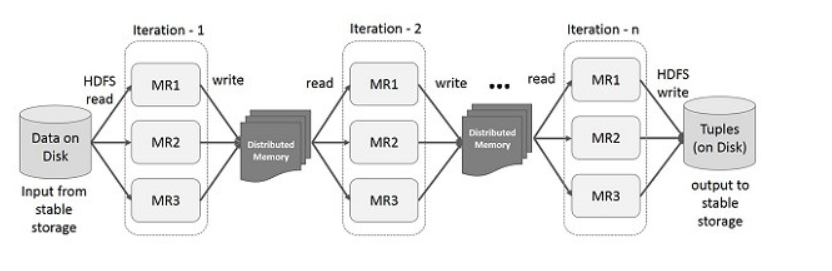 Iteration - 1
Iteration - 2
Iteration - n
HDFS
read
MR1
MR2
MR3
write
read
MR1
MR2
MR3
write
...
read
MR1
MR2
MR3
HDFS
write
Data on
Disk
Distributed
Memory
Distributed
Memory
Tuples
(on Disk)
Input from
stable
storage
output to
stable
storage